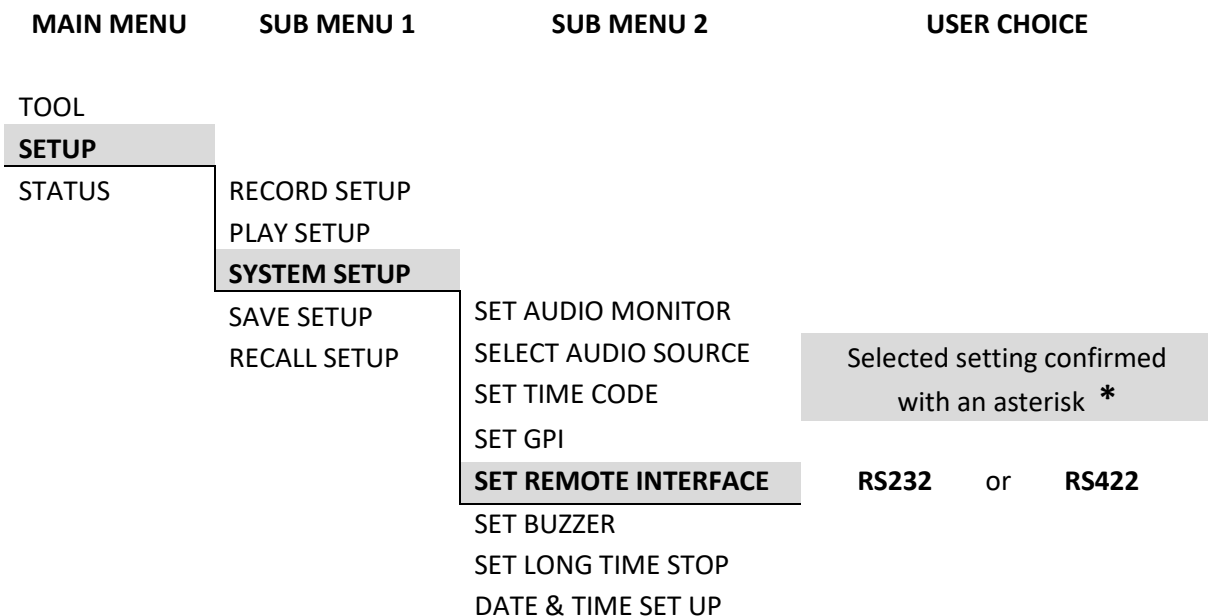 MAIN MENU SUB MENU 1 SUB MENU 2 USER CHOICE
TOOL
SETUP
STATUS RECORD SETUP
PLAY SETUP
SYSTEM SETUP
SAVE SETUP SET AUDIO MONITOR
RECALL SETUP SELECT AUDIO SOURCE Selected setting confirmed
SET TIME CODE with an asterisk *
SET GPI
SET REMOTE INTERFACE RS232 or RS422
SET BUZZER
SET LONG TIME STOP
DATE & TIME SET UP